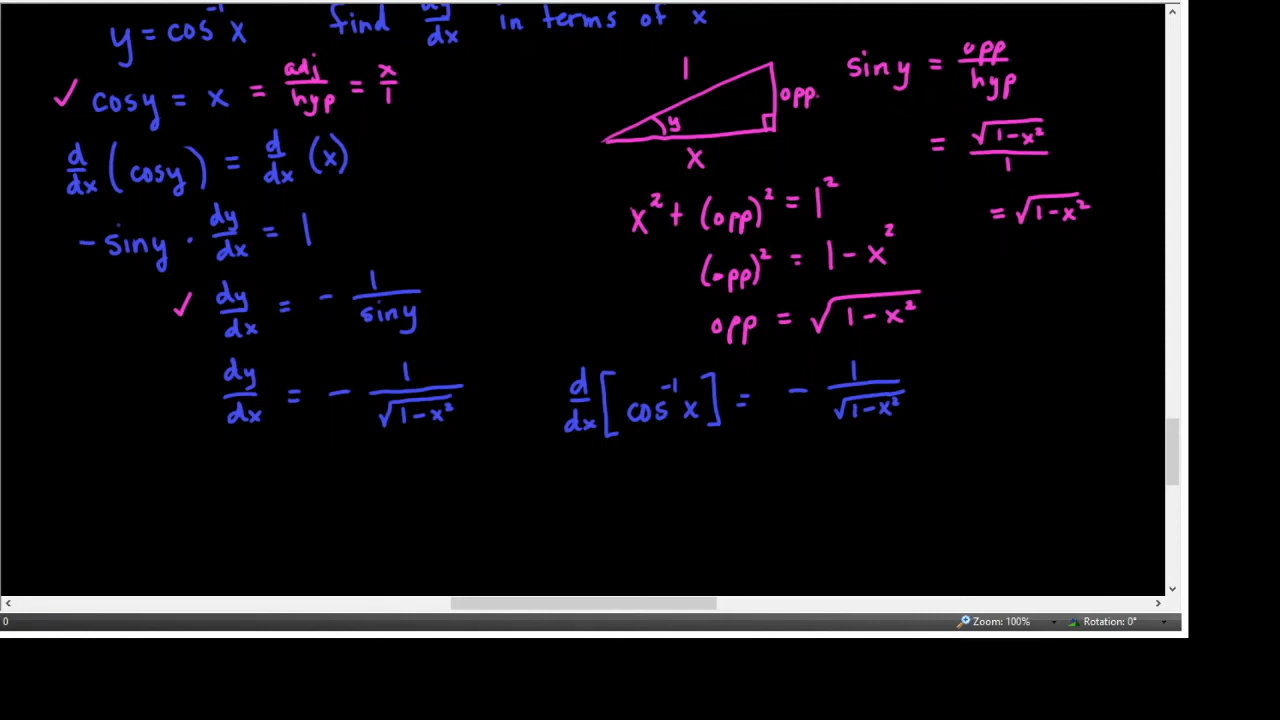 y = cos⁻¹ x find dy/dx in terms of x
✓ cos y = x = adj/hyp = x/1
d/dx (cos y) = d/dx (x)
- sin y · dy/dx = 1
✓ dy/dx = - 1/sin y
dy/dx = - 1/√(1-x²)
1
opp.
y
x
x² + (opp)² = 1²
(opp)² = 1 - x²
opp = √(1-x²)
sin y = opp/hyp
= √(1-x²)/1
= √(1-x²)
d/dx [cos⁻¹ x] = - 1/√(1-x²)
0
Zoom: 100%
Rotation: 0°